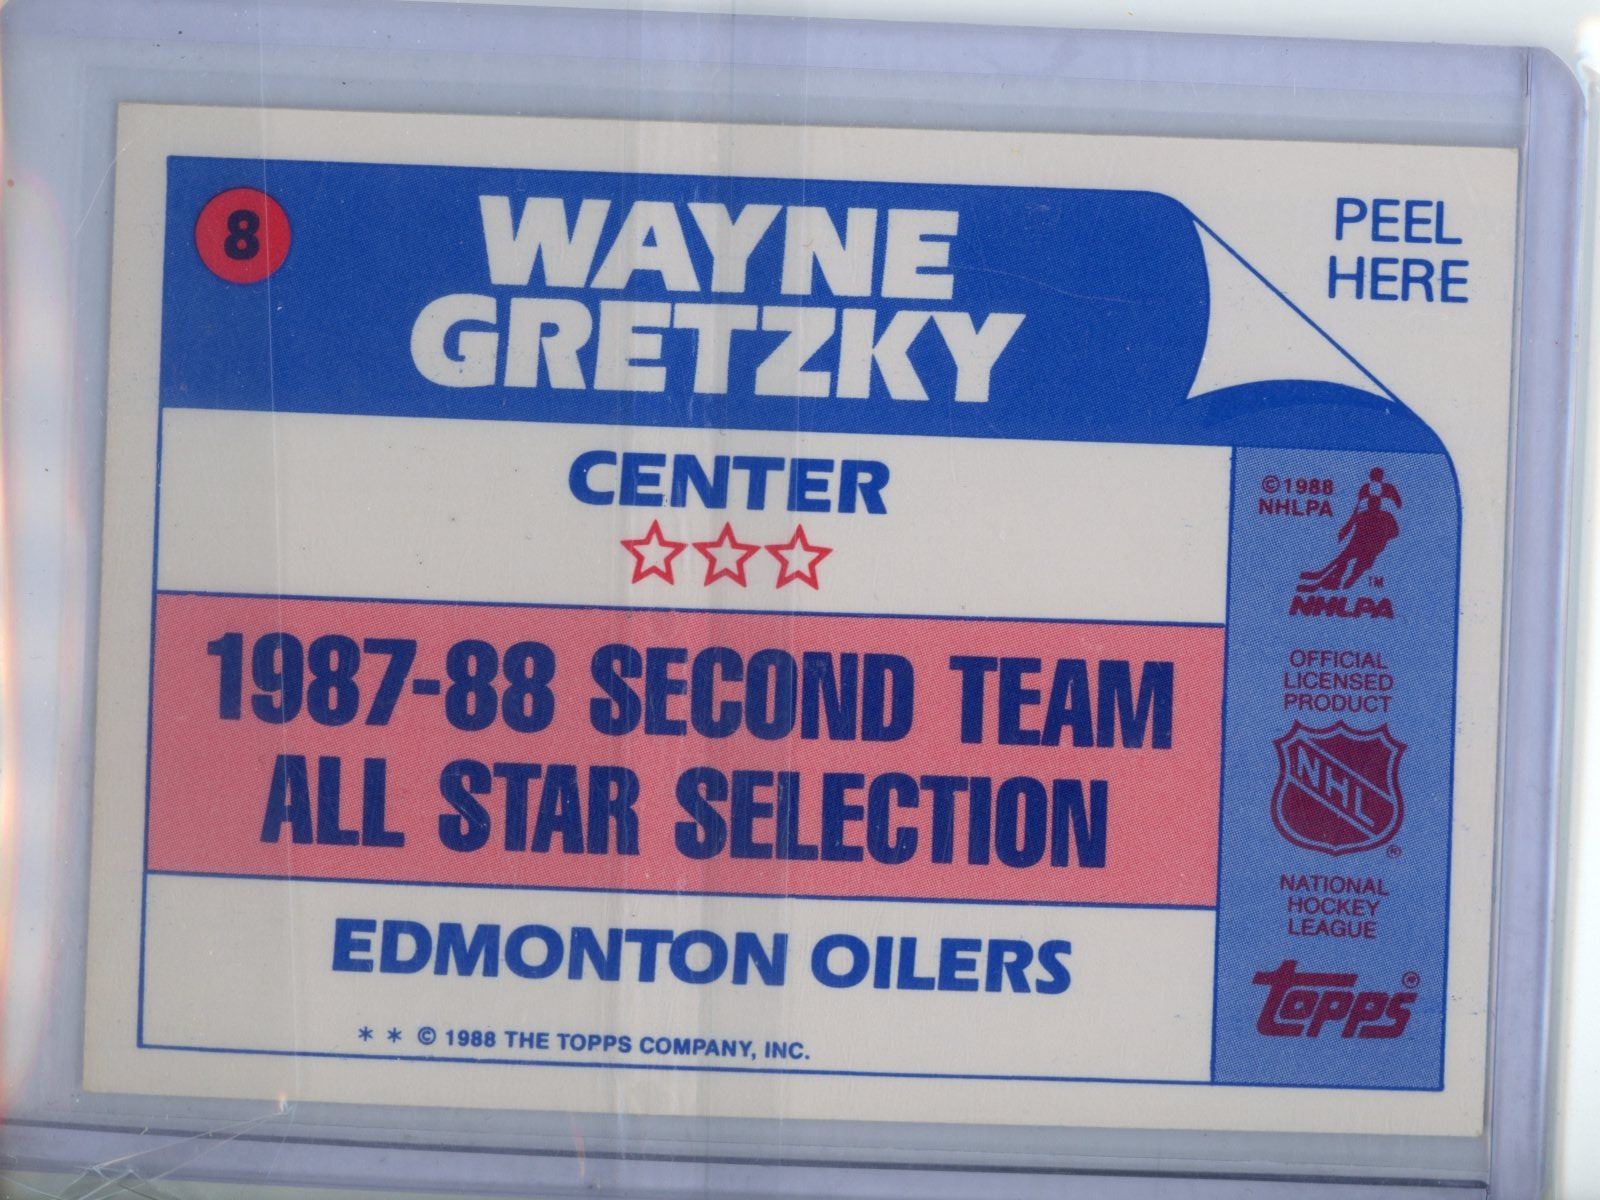 8
WAYNE
GRETZKY
PEEL
HERE
CENTER
1987-88 SECOND TEAM
ALL STAR SELECTION
EDMONTON OILERS
* * © 1988 THE TOPPS COMPANY, INC.
©1988
NHLPA
TM
NHLPA
OFFICIAL
LICENSED
PRODUCT
NHL
®
NATIONAL
HOCKEY
LEAGUE
topps®